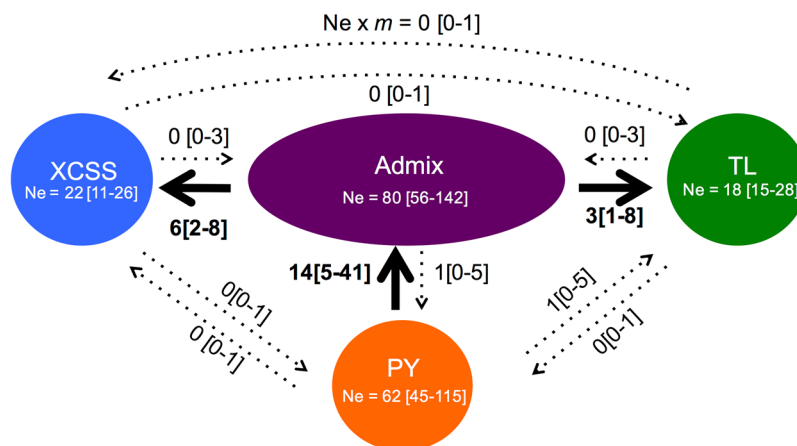 Ne x m = 0 [0-1]
0 [0-1]
0 [0-3]
0 [0-3]
XCSS
Ne = 22 [11-26]
Admix
Ne = 80 [56-142]
TL
Ne = 18 [15-28]
6[2-8]
3[1-8]
14[5-41]
1[0-5]
0[0-1]
0 [0-1]
1[0-5]
0[0-1]
PY
Ne = 62 [45-115]